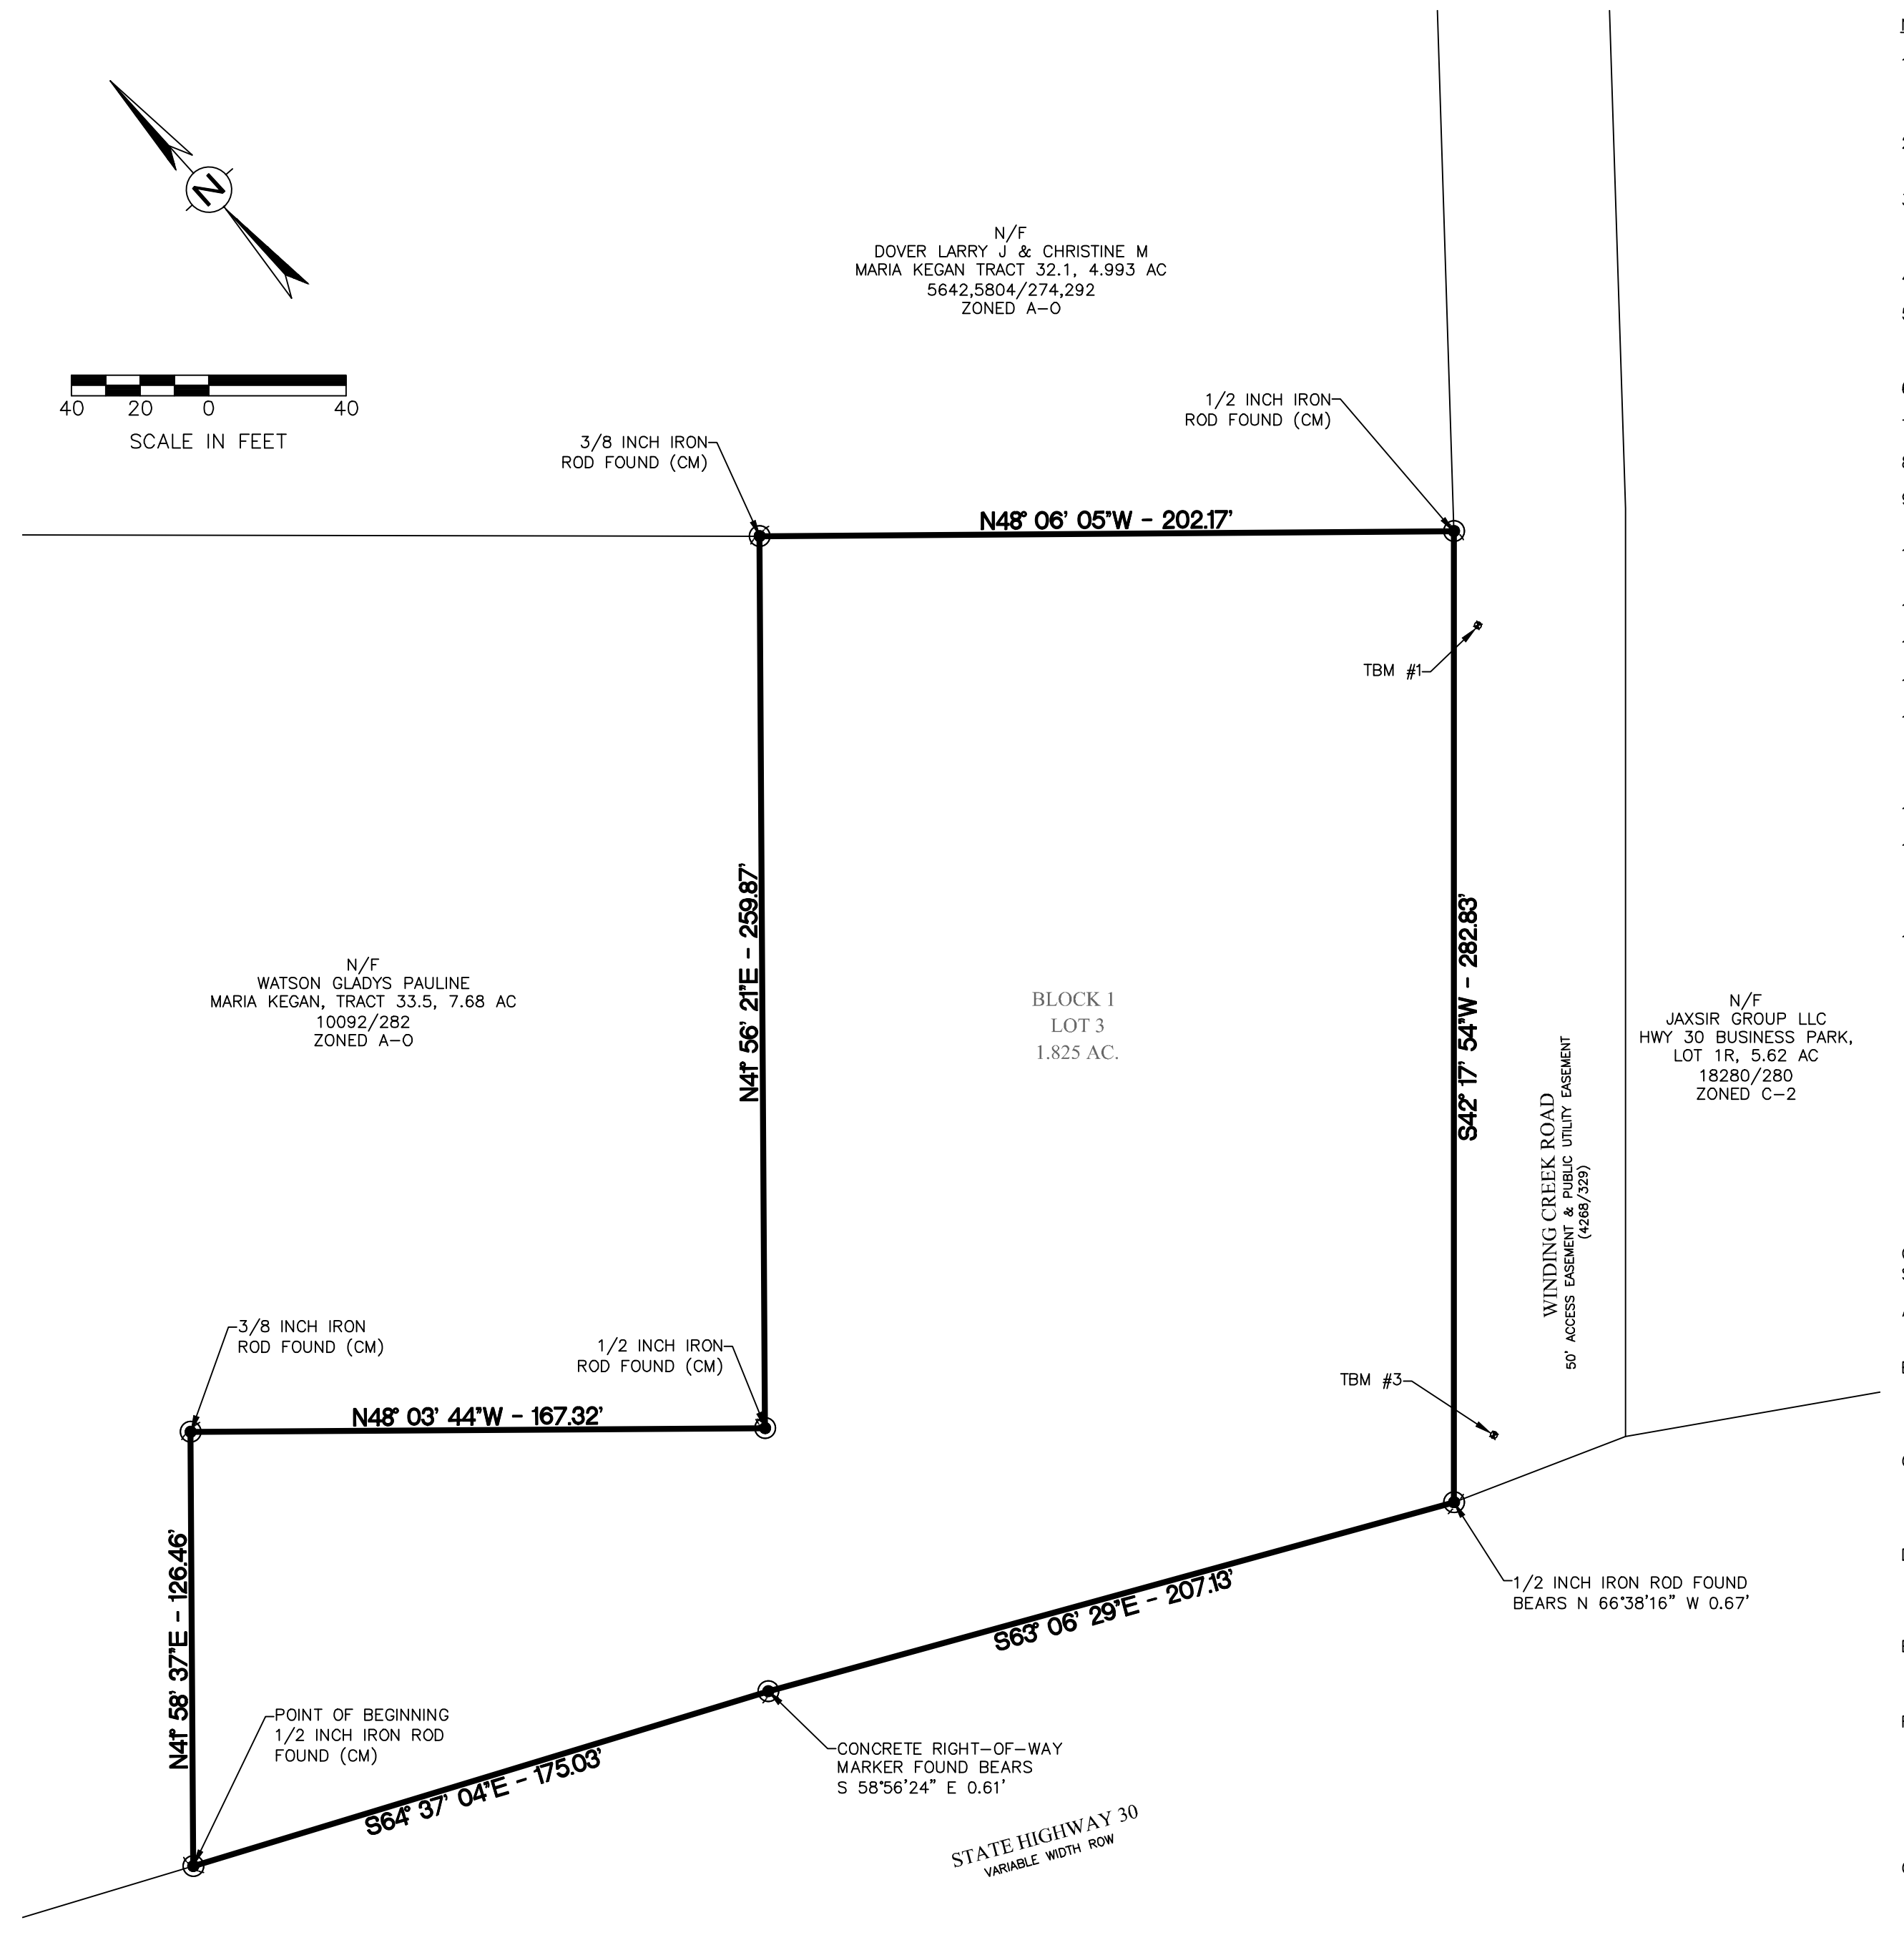 N
40 20 0 40
SCALE IN FEET
N/F
DOVER LARRY J & CHRISTINE M
MARIA KEGAN TRACT 32.1, 4.993 AC
5642,5804/274,292
ZONED A-O
1/2 INCH IRON
ROD FOUND (CM)
3/8 INCH IRON
ROD FOUND (CM)
N48° 06' 05"W - 202.17'
TBM #1
N41° 56' 21"E - 259.87'
S42° 17' 54"W - 282.83'
N/F
WATSON GLADYS PAULINE
MARIA KEGAN, TRACT 33.5, 7.68 AC
10092/282
ZONED A-O
BLOCK 1
LOT 3
1.825 AC.
N/F
JAXSIR GROUP LLC
HWY 30 BUSINESS PARK,
LOT 1R, 5.62 AC
18280/280
ZONED C-2
WINDING CREEK ROAD
50' ACCESS EASEMENT & PUBLIC UTILITY EASEMENT
(4268/329)
3/8 INCH IRON
ROD FOUND (CM)
1/2 INCH IRON
ROD FOUND (CM)
TBM #3
N48° 03' 44"W - 167.32'
N41° 58' 37"E - 126.46'
1/2 INCH IRON ROD FOUND
BEARS N 66°38'16" W 0.67'
S63° 06' 29"E - 207.13'
POINT OF BEGINNING
1/2 INCH IRON ROD
FOUND (CM)
CONCRETE RIGHT-OF-WAY
MARKER FOUND BEARS
S 58°56'24" E 0.61'
S64° 37' 04"E - 175.03'
STATE HIGHWAY 30
VARIABLE WIDTH ROW